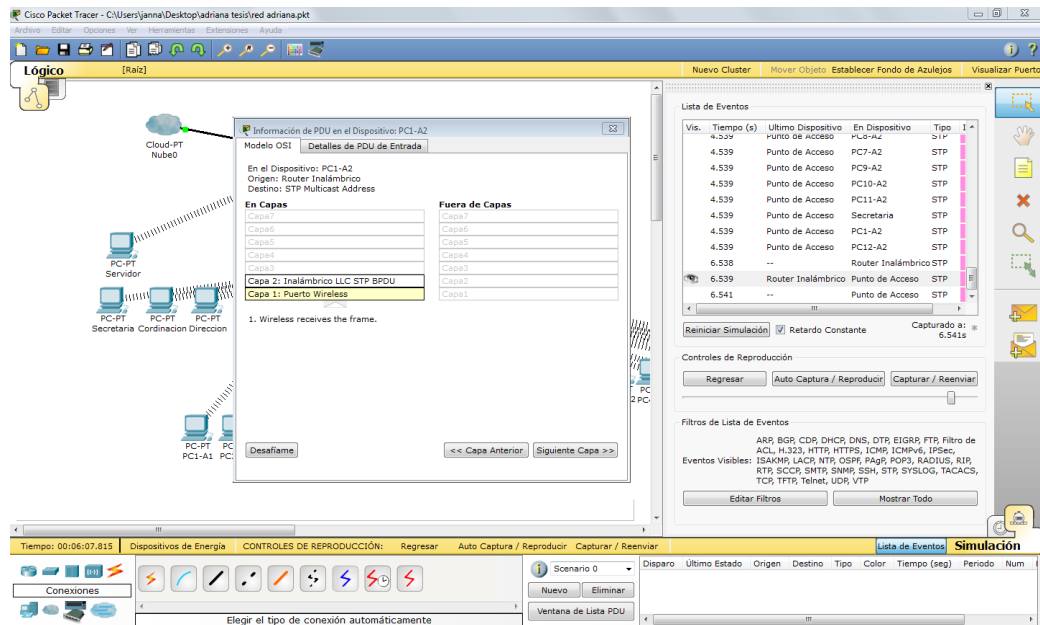 Cisco Packet Tracer - C:\Users\janna\Desktop\adriana tesis\red adriana.pkt
Archivo Editar Opciones Ver Herramientas Extensiones Ayuda
Lógico [Raíz] Nuevo Cluster Mover Objeto Establecer Fondo de Azulejos Visualizar Puerto
Cloud-PT
Nube0
PC-PT
Servidor
PC-PT PC-PT PC-PT
Secretaria Cordinacion Direccion
PC-PT PC
PC1-A1 PC
PC
2 PC
Información de PDU en el Dispositivo: PC1-A2
Modelo OSI Detalles de PDU de Entrada
En el Dispositivo: PC1-A2
Origen: Router Inalámbrico
Destino: STP Multicast Address
En Capas Fuera de Capas
Capa7 Capa7
Capa6 Capa6
Capa5 Capa5
Capa4 Capa4
Capa3 Capa3
Capa 2: Inalámbrico LLC STP BPDU Capa2
Capa 1: Puerto Wireless Capa1
1. Wireless receives the frame.
Desafíame << Capa Anterior Siguiente Capa >>
Lista de Eventos
Vis. Tiempo (s) Ultimo Dispositivo En Dispositivo Tipo I
4.539 Punto de Acceso PC8-A2 STP
4.539 Punto de Acceso PC7-A2 STP
4.539 Punto de Acceso PC9-A2 STP
4.539 Punto de Acceso PC10-A2 STP
4.539 Punto de Acceso PC11-A2 STP
4.539 Punto de Acceso Secretaria STP
4.539 Punto de Acceso PC1-A2 STP
4.539 Punto de Acceso PC12-A2 STP
6.538 -- Router Inalámbrico STP
6.539 Router Inalámbrico Punto de Acceso STP
6.541 -- Punto de Acceso STP
Reiniciar Simulación Retardo Constante Capturado a: *
6.541s
Controles de Reproducción
Regresar Auto Captura / Reproducir Capturar / Reenviar
Filtros de Lista de Eventos
Eventos Visibles: ARP, BGP, CDP, DHCP, DNS, DTP, EIGRP, FTP, Filtro de
ACL, H.323, HTTP, HTTPS, ICMP, ICMPv6, IPSec,
ISAKMP, LACP, NTP, OSPF, PAgP, POP3, RADIUS, RIP,
RTP, SCCP, SMTP, SNMP, SSH, STP, SYSLOG, TACACS,
TCP, TFTP, Telnet, UDP, VTP
Editar Filtros Mostrar Todo
Tiempo: 00:06:07.815 Dispositivos de Energía CONTROLES DE REPRODUCCIÓN: Regresar Auto Captura / Reproducir Capturar / Reenviar Lista de Eventos Simulación
Conexiones
Elegir el tipo de conexión automáticamente
Scenario 0
Nuevo Eliminar
Ventana de Lista PDU
Disparo Último Estado Origen Destino Tipo Color Tiempo (seg) Periodo Num